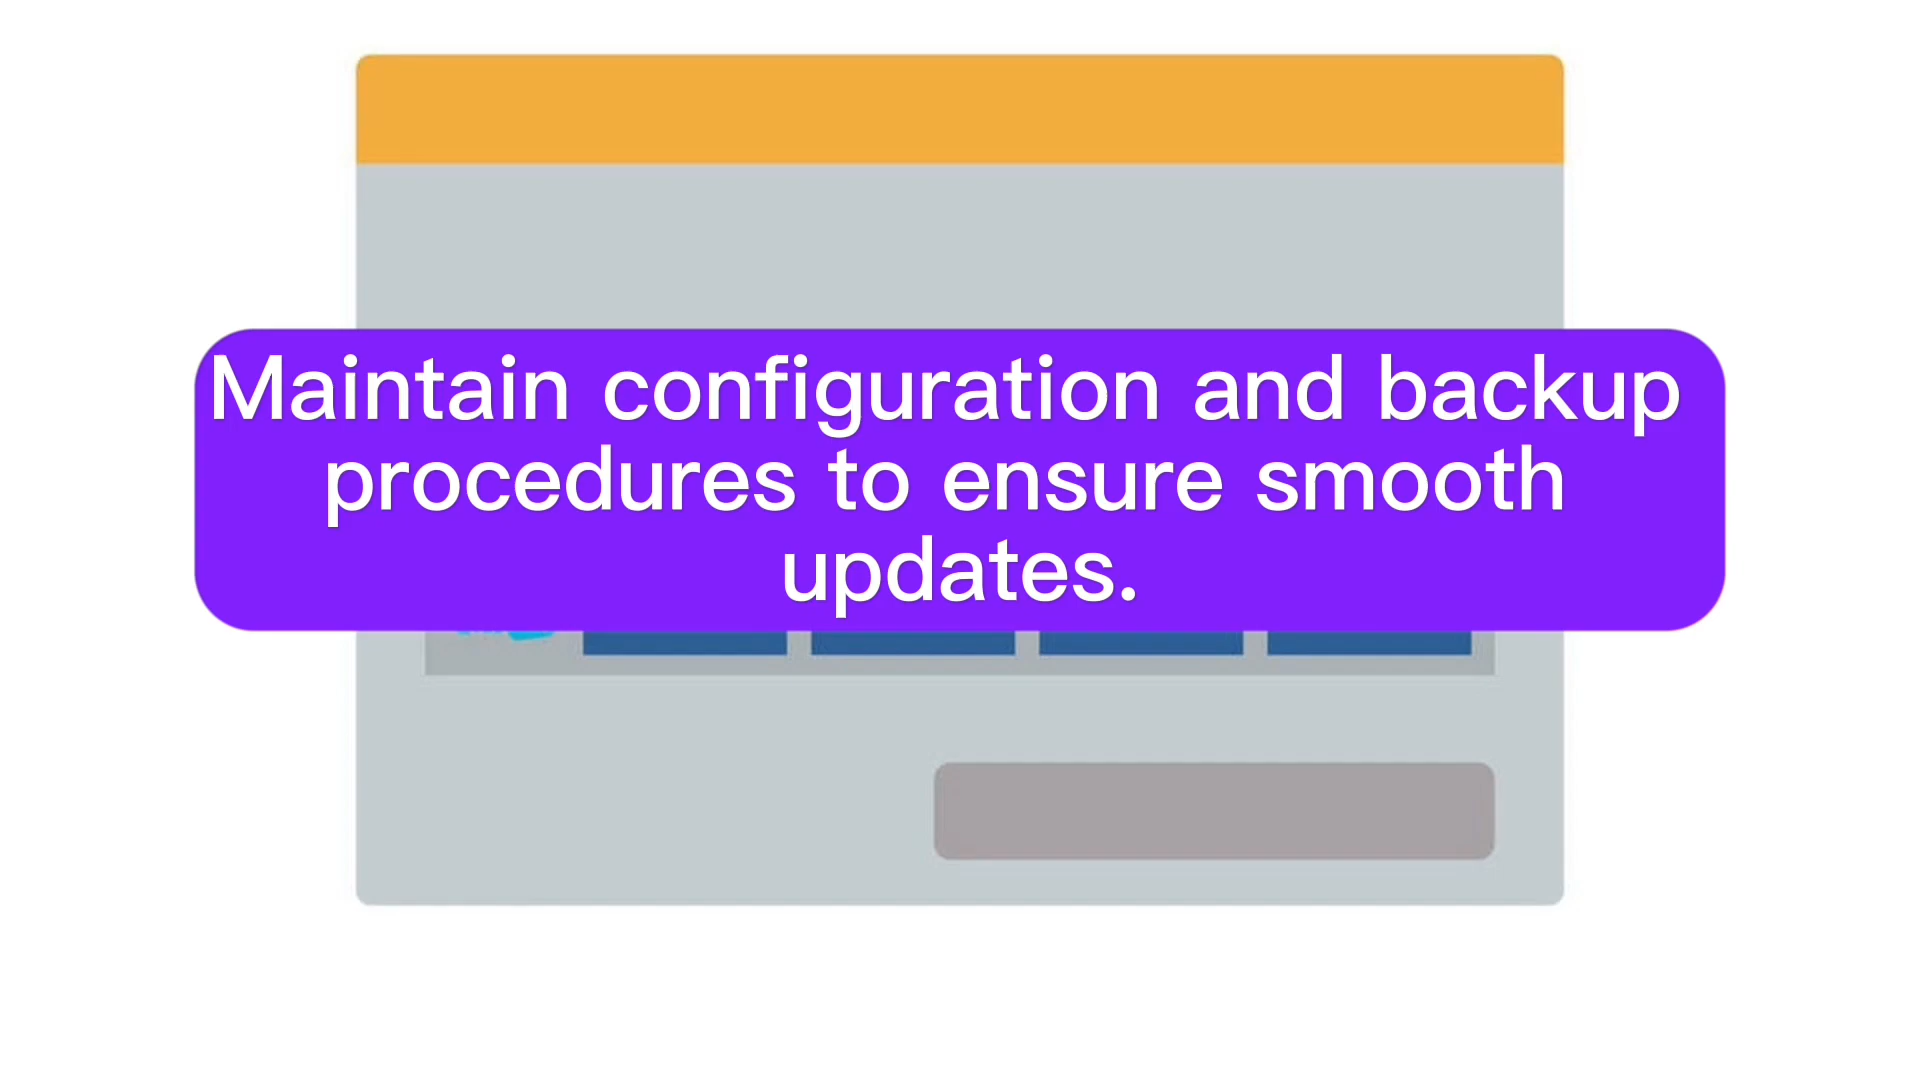 Maintain configuration and backup
procedures to ensure smooth
updates.